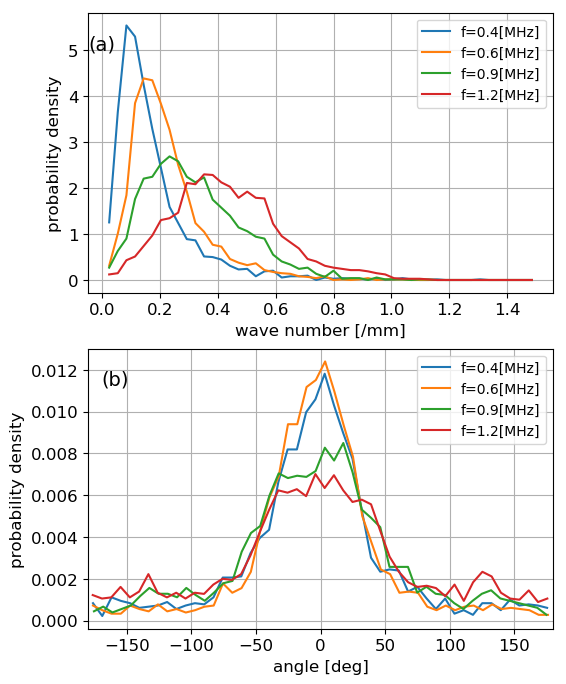 (a)
f=0.4[MHz]
f=0.6[MHz]
f=0.9[MHz]
f=1.2[MHz]
probability density
5
4
3
2
1
0
0.0 0.2 0.4 0.6 0.8 1.0 1.2 1.4
wave number [/mm]
(b)
f=0.4[MHz]
f=0.6[MHz]
f=0.9[MHz]
f=1.2[MHz]
probability density
0.012
0.010
0.008
0.006
0.004
0.002
0.000
−150 −100 −50 0 50 100 150
angle [deg]